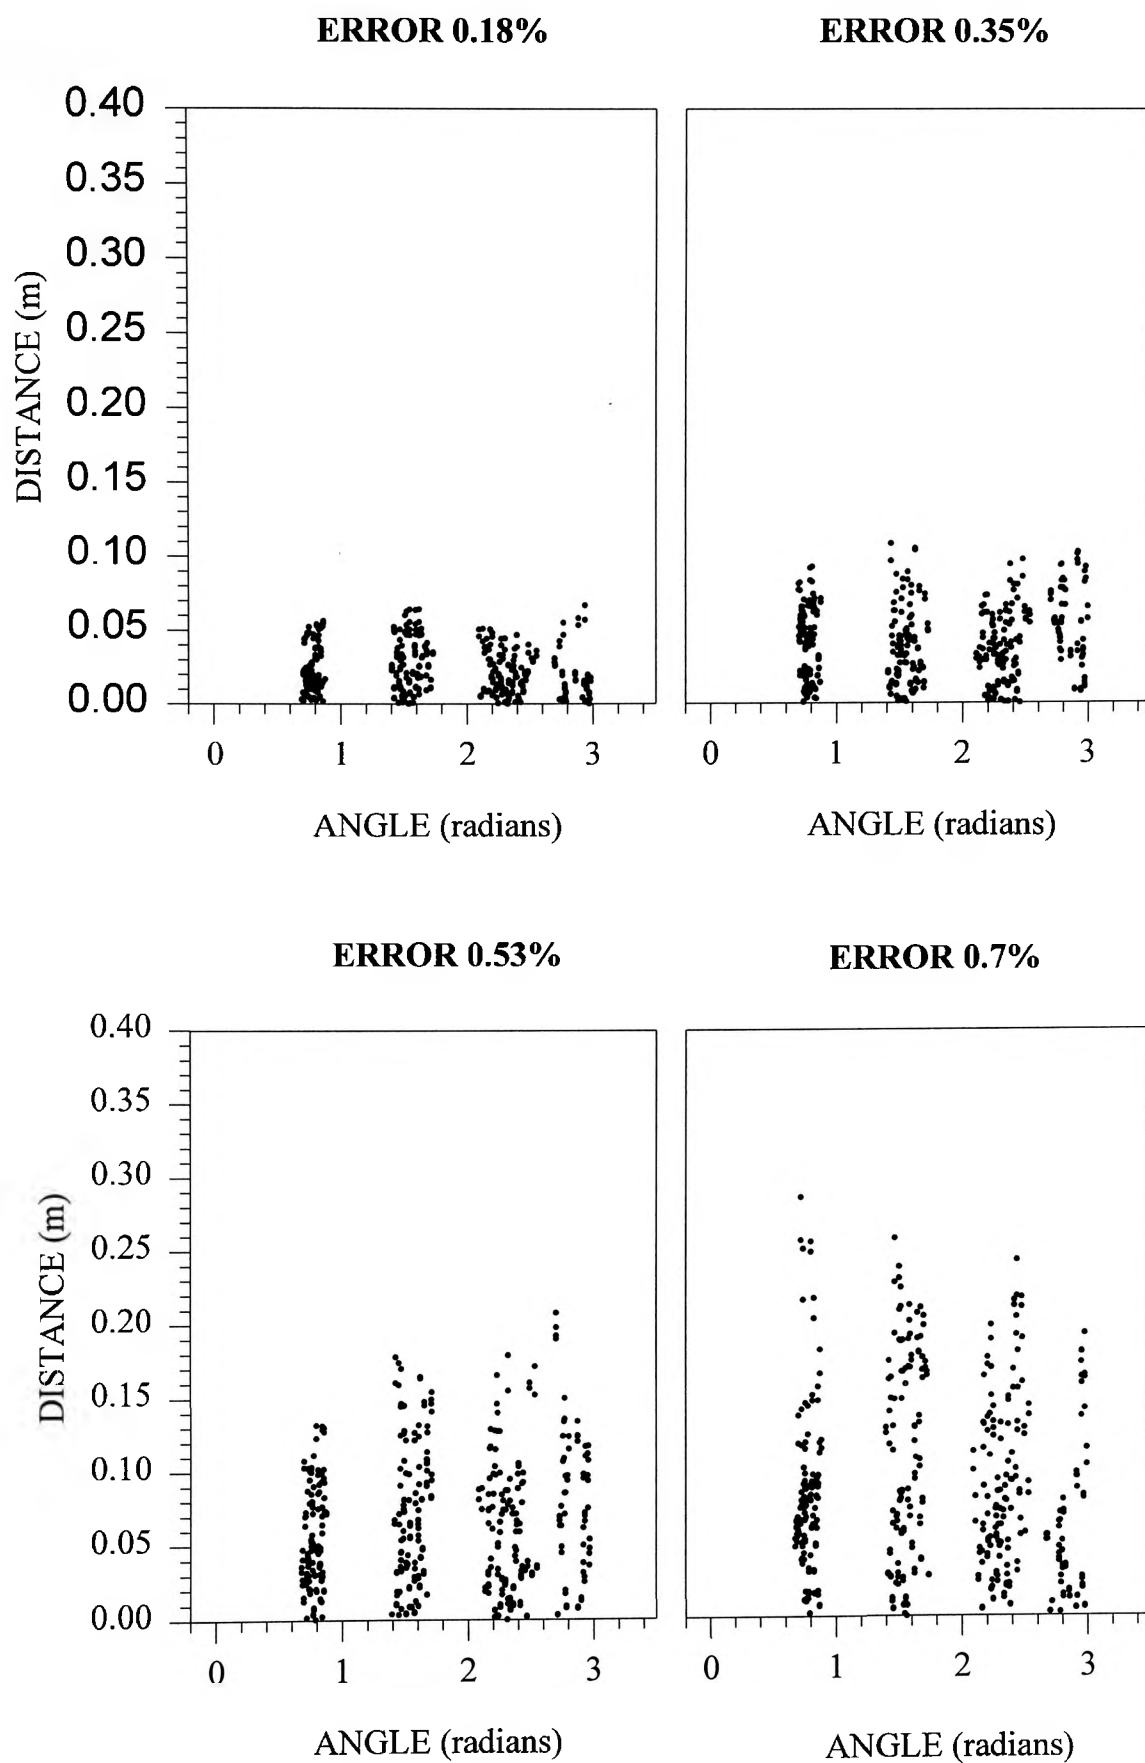 ERROR 0.18%
ERROR 0.35%
0.40
0.35
0.30
0.25
0.20
0.15
0.10
0.05
0.00
DISTANCE (m)
0 1 2 3
0 1 2 3
ANGLE (radians)
ANGLE (radians)
ERROR 0.53%
ERROR 0.7%
0.40
0.35
0.30
0.25
0.20
0.15
0.10
0.05
0.00
DISTANCE (m)
0 1 2 3
0 1 2 3
ANGLE (radians)
ANGLE (radians)